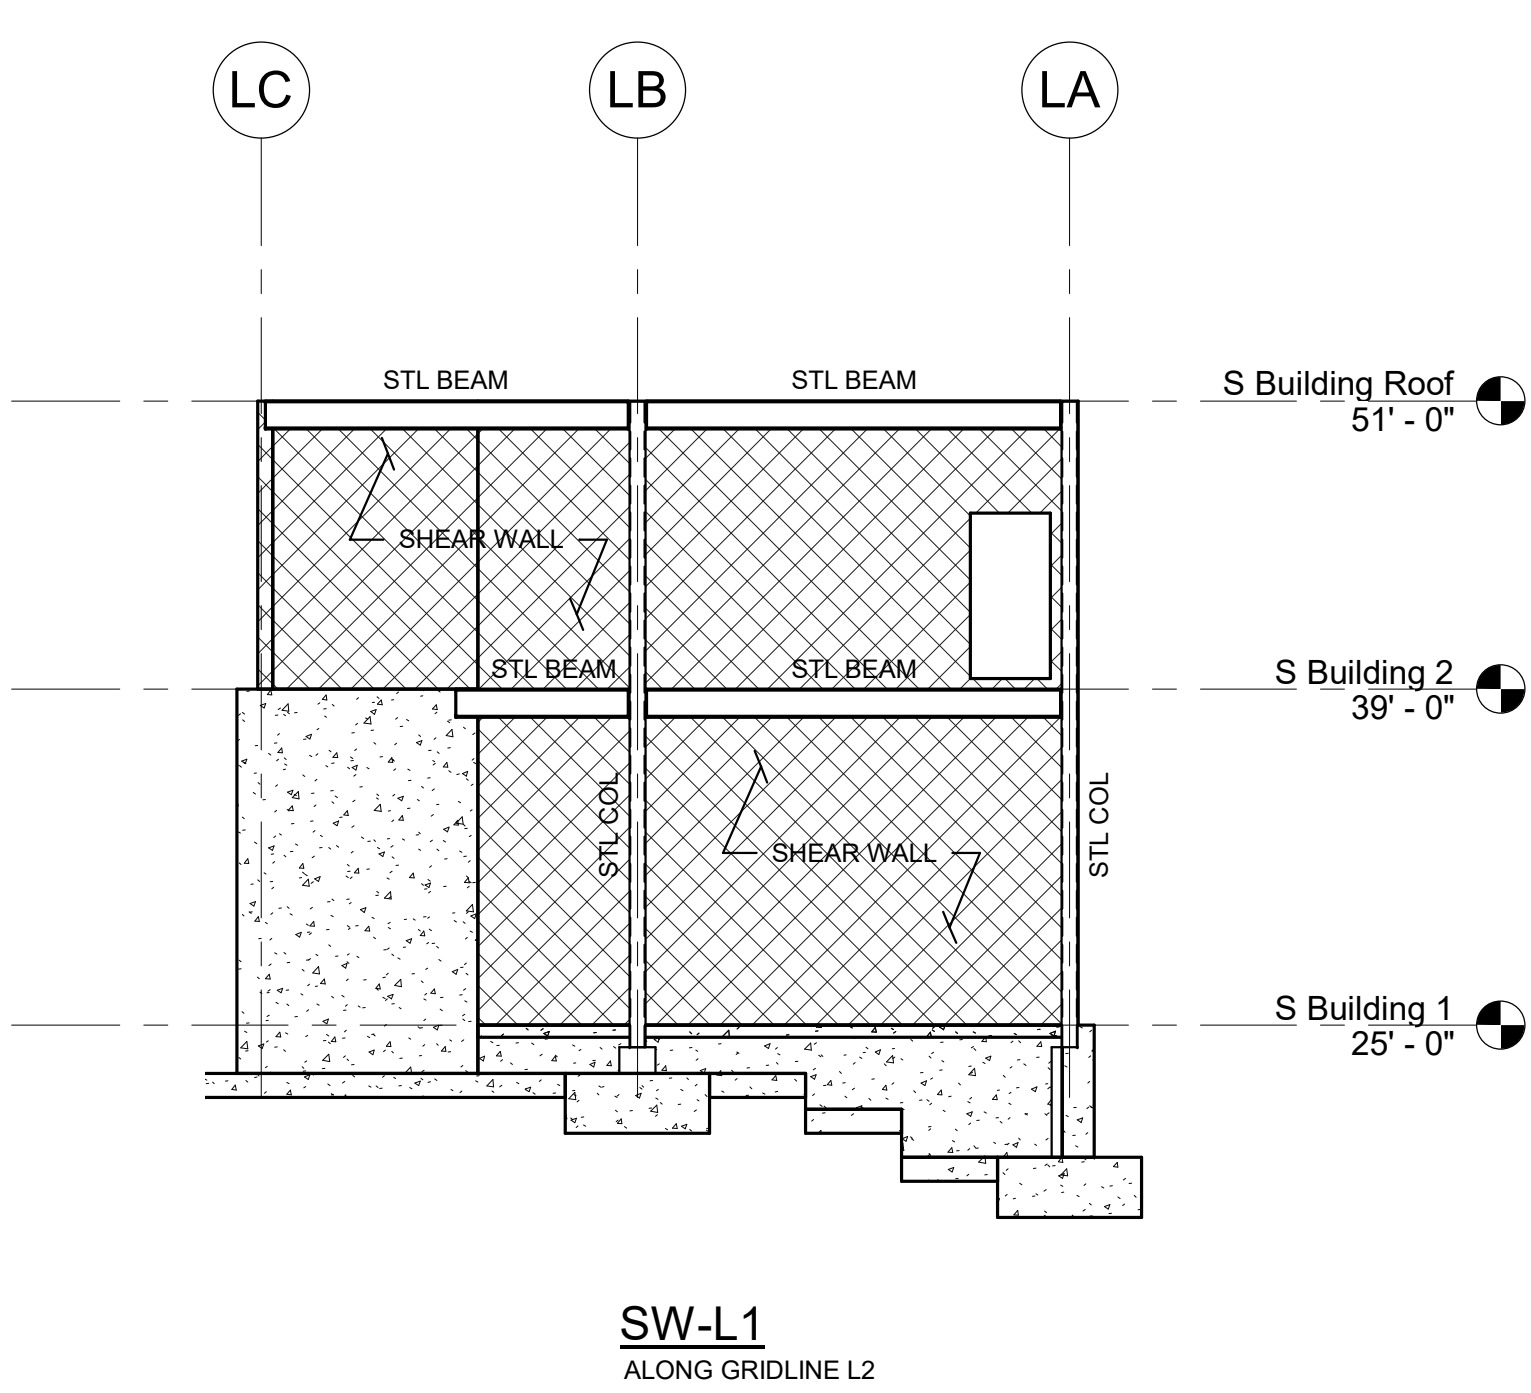 LC
LB
LA
STL BEAM
STL BEAM
S Building Roof
51' - 0"
SHEAR WALL
STL BEAM
STL BEAM
S Building 2
39' - 0"
STL COL
STL COL
SHEAR WALL
S Building 1
25' - 0"
SW-L1
ALONG GRIDLINE L2